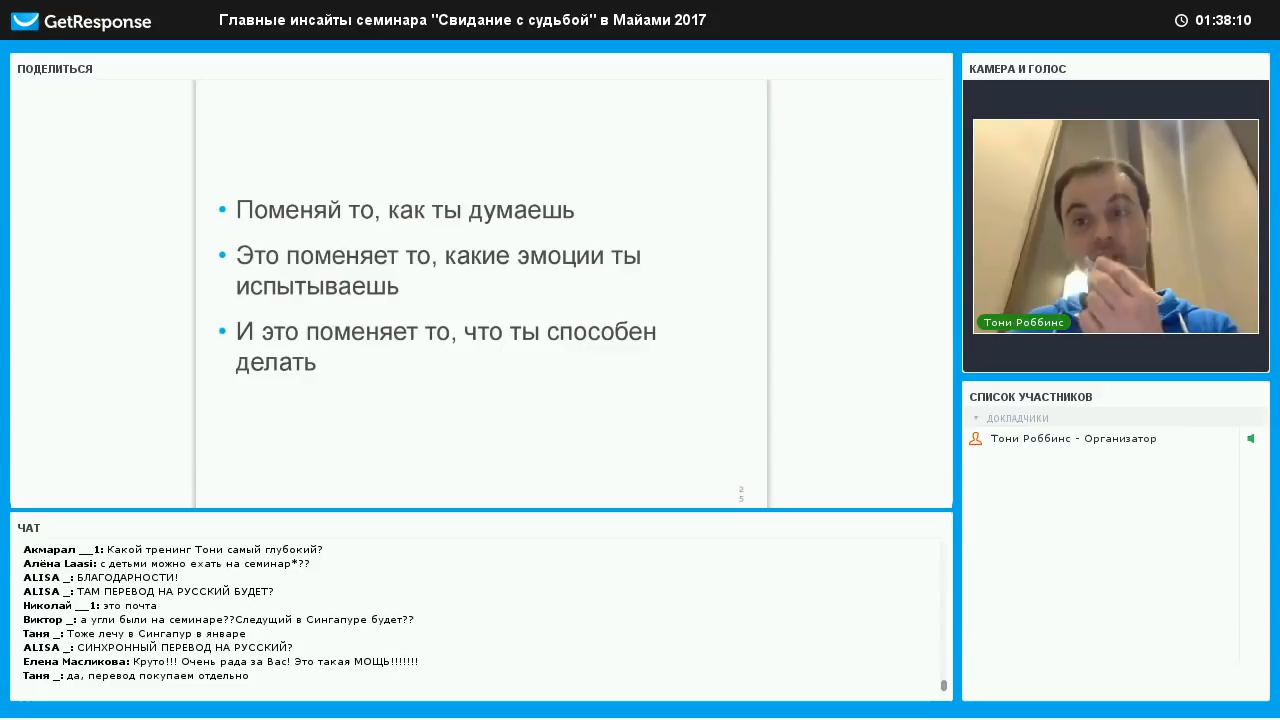 GetResponse
Главные инсайты семинара "Свидание с судьбой" в Майами 2017
01:38:10
ПОДЕЛИТЬСЯ
• Поменяй то, как ты думаешь
• Это поменяет то, какие эмоции ты
испытываешь
• И это поменяет то, что ты способен
делать
2
5
КАМЕРА И ГОЛОС
Тони Роббинс
СПИСОК УЧАСТНИКОВ
ДОКЛАДЧИКИ
Тони Роббинс - Организатор
ЧАТ
Акмарал __1: Какой тренинг Тони самый глубокий?
Алёна Laasi: с детьми можно ехать на семинар*??
ALISA _: БЛАГОДАРНОСТИ!
ALISA _: ТАМ ПЕРЕВОД НА РУССКИЙ БУДЕТ?
Николай __1: это почта
Виктор _: а угли были на семинаре??Следущий в Сингапуре будет??
Таня _: Тоже лечу в Сингапур в январе
ALISA _: СИНХРОННЫЙ ПЕРЕВОД НА РУССКИЙ?
Елена Масликова: Круто!!! Очень рада за Вас! Это такая МОЩЬ!!!!!!!
Таня _: да, перевод покупаем отдельно